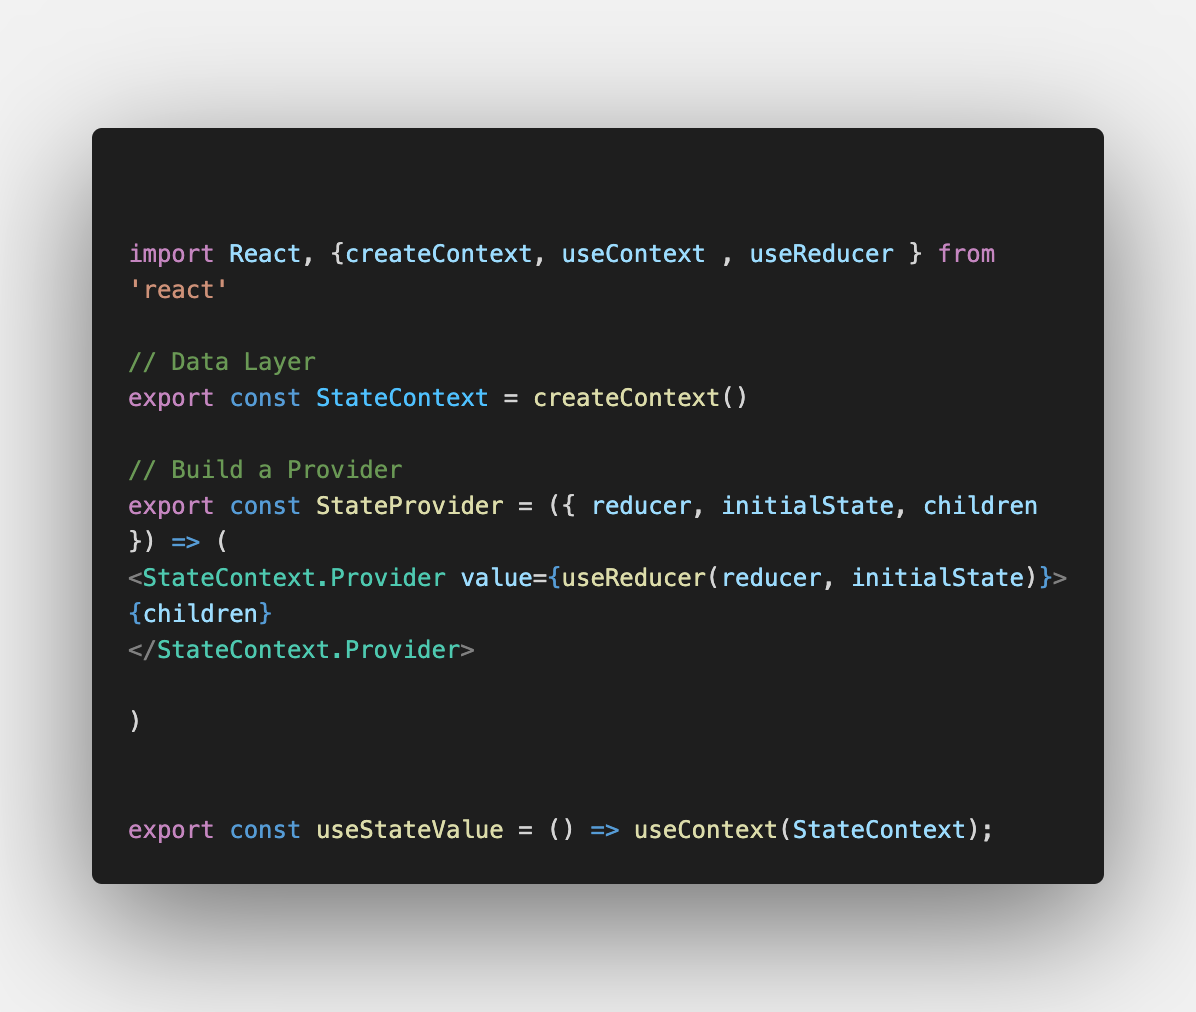 import React, {createContext, useContext , useReducer } from
'react'
// Data Layer
export const StateContext = createContext()
// Build a Provider
export const StateProvider = ({ reducer, initialState, children
}) => (
<StateContext.Provider value={useReducer(reducer, initialState)}>
{children}
</StateContext.Provider>
)
export const useStateValue = () => useContext(StateContext);